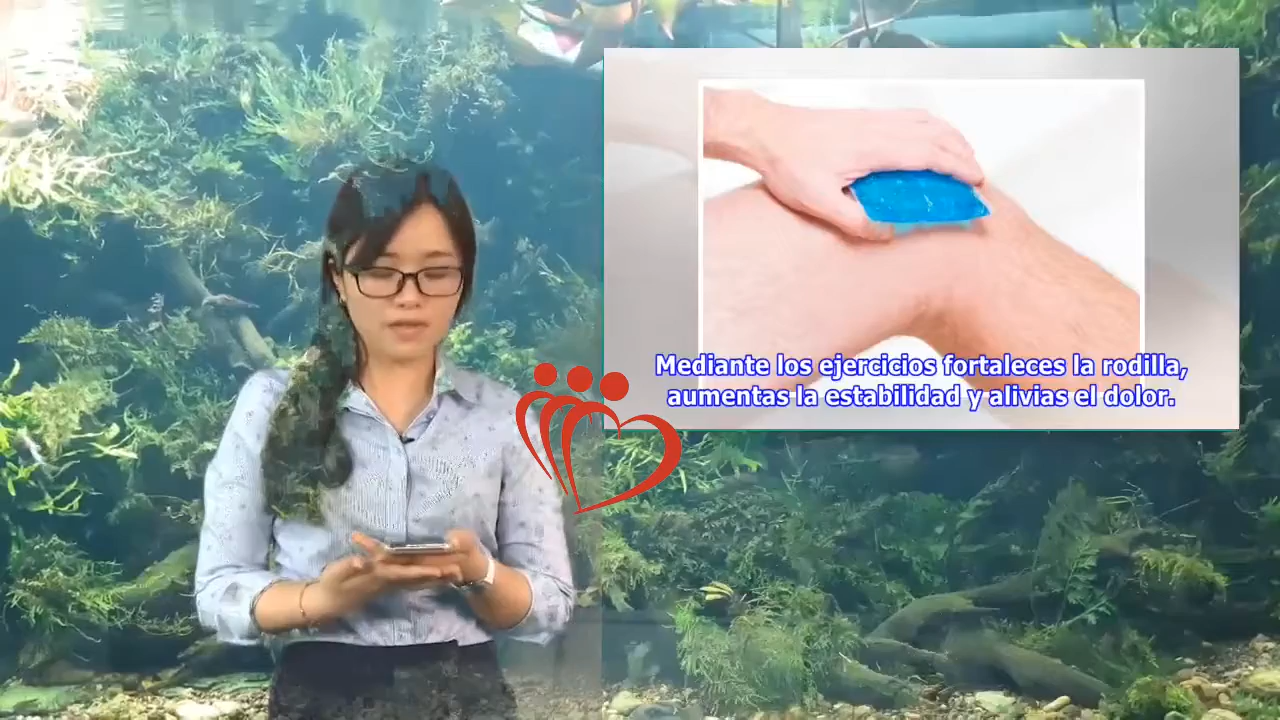 Mediante los ejercicios fortaleces la rodilla,
aumentas la estabilidad y alivias el dolor.